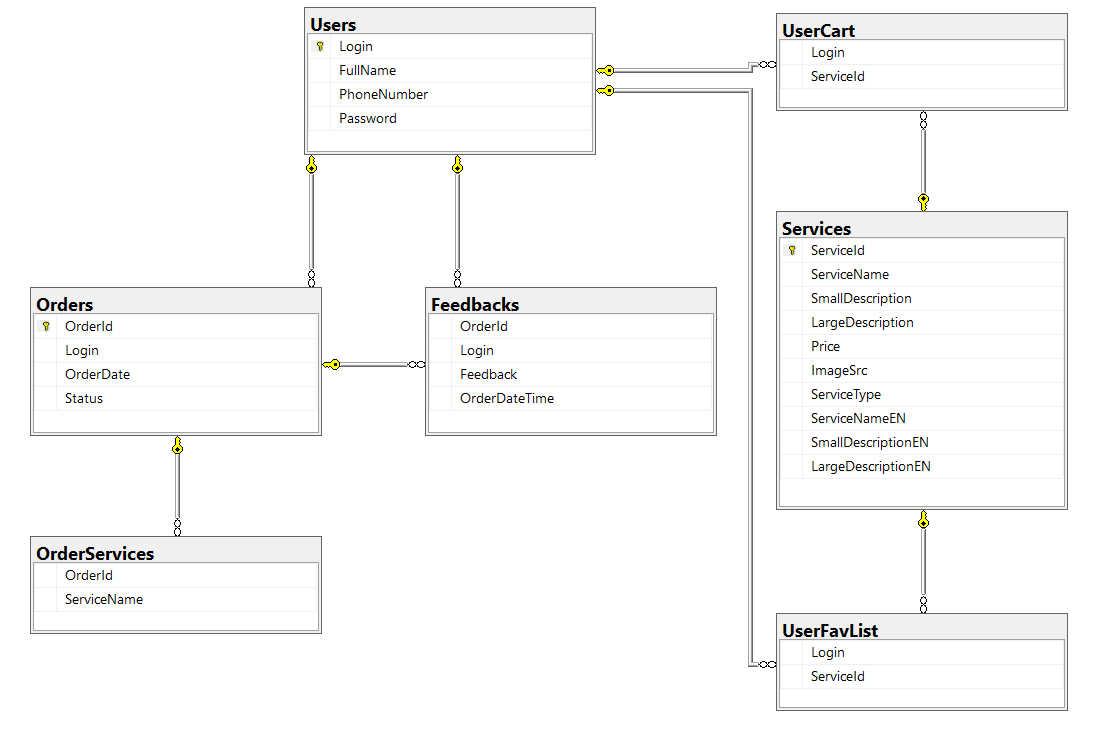 Users
Login
FullName
PhoneNumber
Password
UserCart
Login
ServiceId
Services
ServiceId
ServiceName
SmallDescription
LargeDescription
Price
ImageSrc
ServiceType
ServiceNameEN
SmallDescriptionEN
LargeDescriptionEN
Orders
OrderId
Login
OrderDate
Status
Feedbacks
OrderId
Login
Feedback
OrderDateTime
OrderServices
OrderId
ServiceName
UserFavList
Login
ServiceId